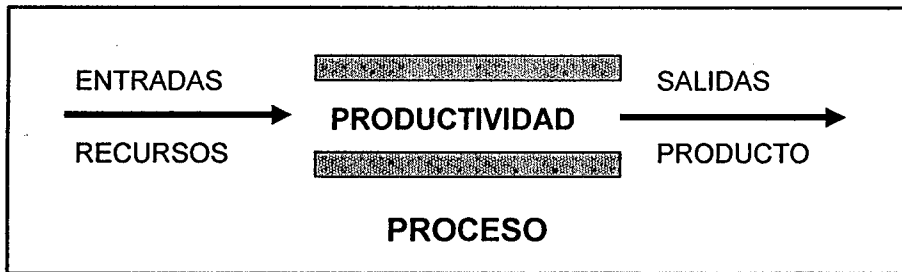 ENTRADAS
RECURSOS
PRODUCTIVIDAD
SALIDAS
PRODUCTO
PROCESO